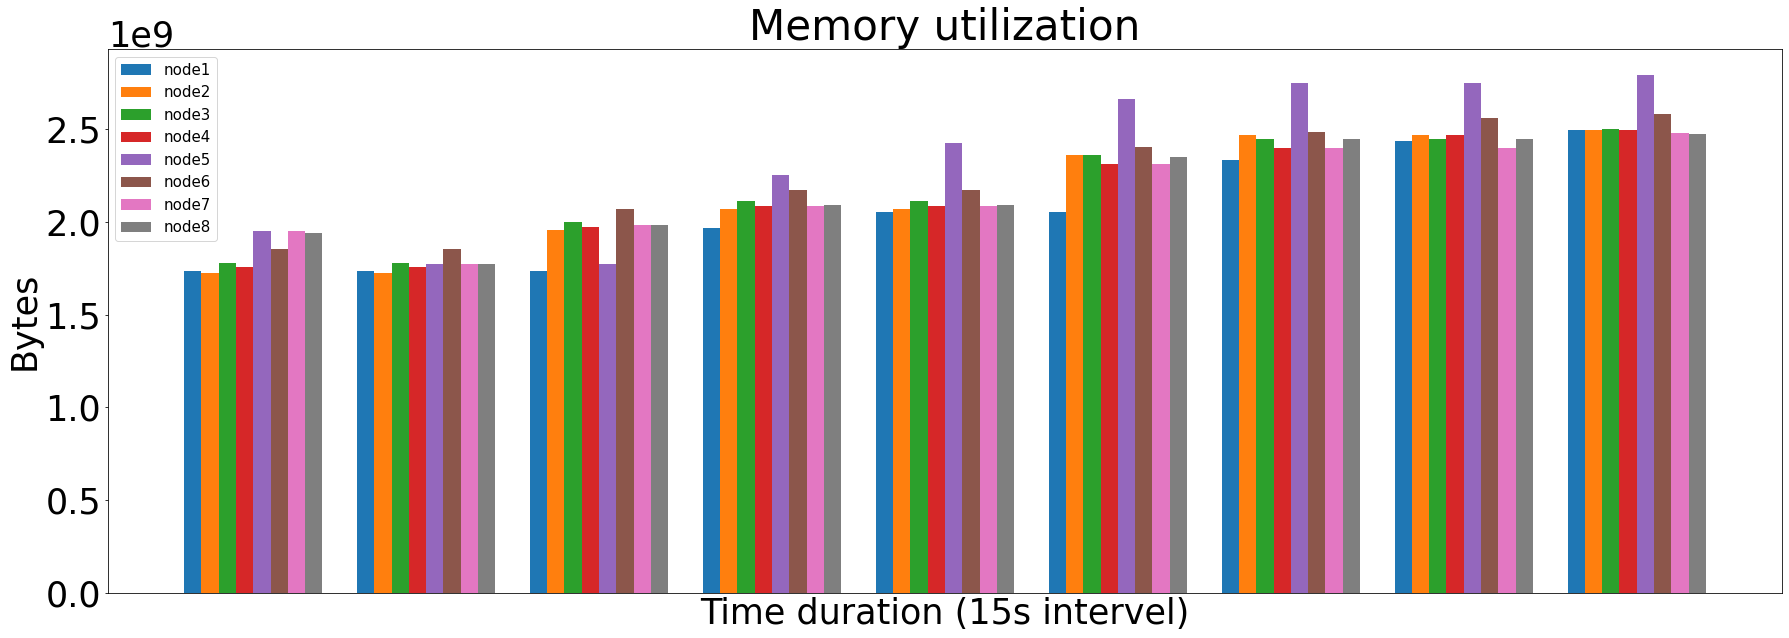 Memory utilization
1e9
node1
node2
node3
node4
node5
node6
node7
node8
2.5
2.0
1.5
1.0
0.5
0.0
Bytes
Time duration (15s intervel)